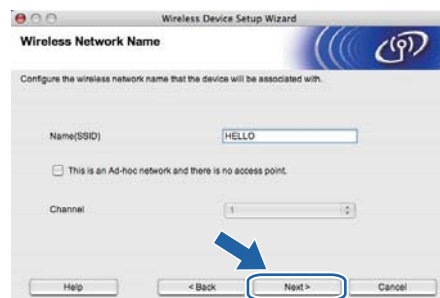 Wireless Device Setup Wizard
Wireless Network Name
Configure the wireless network name that the device will be associated with.
Name(SSID) HELLO
This is an Ad-hoc network and there is no access point.
Channel 1
Help < Back Next > Cancel